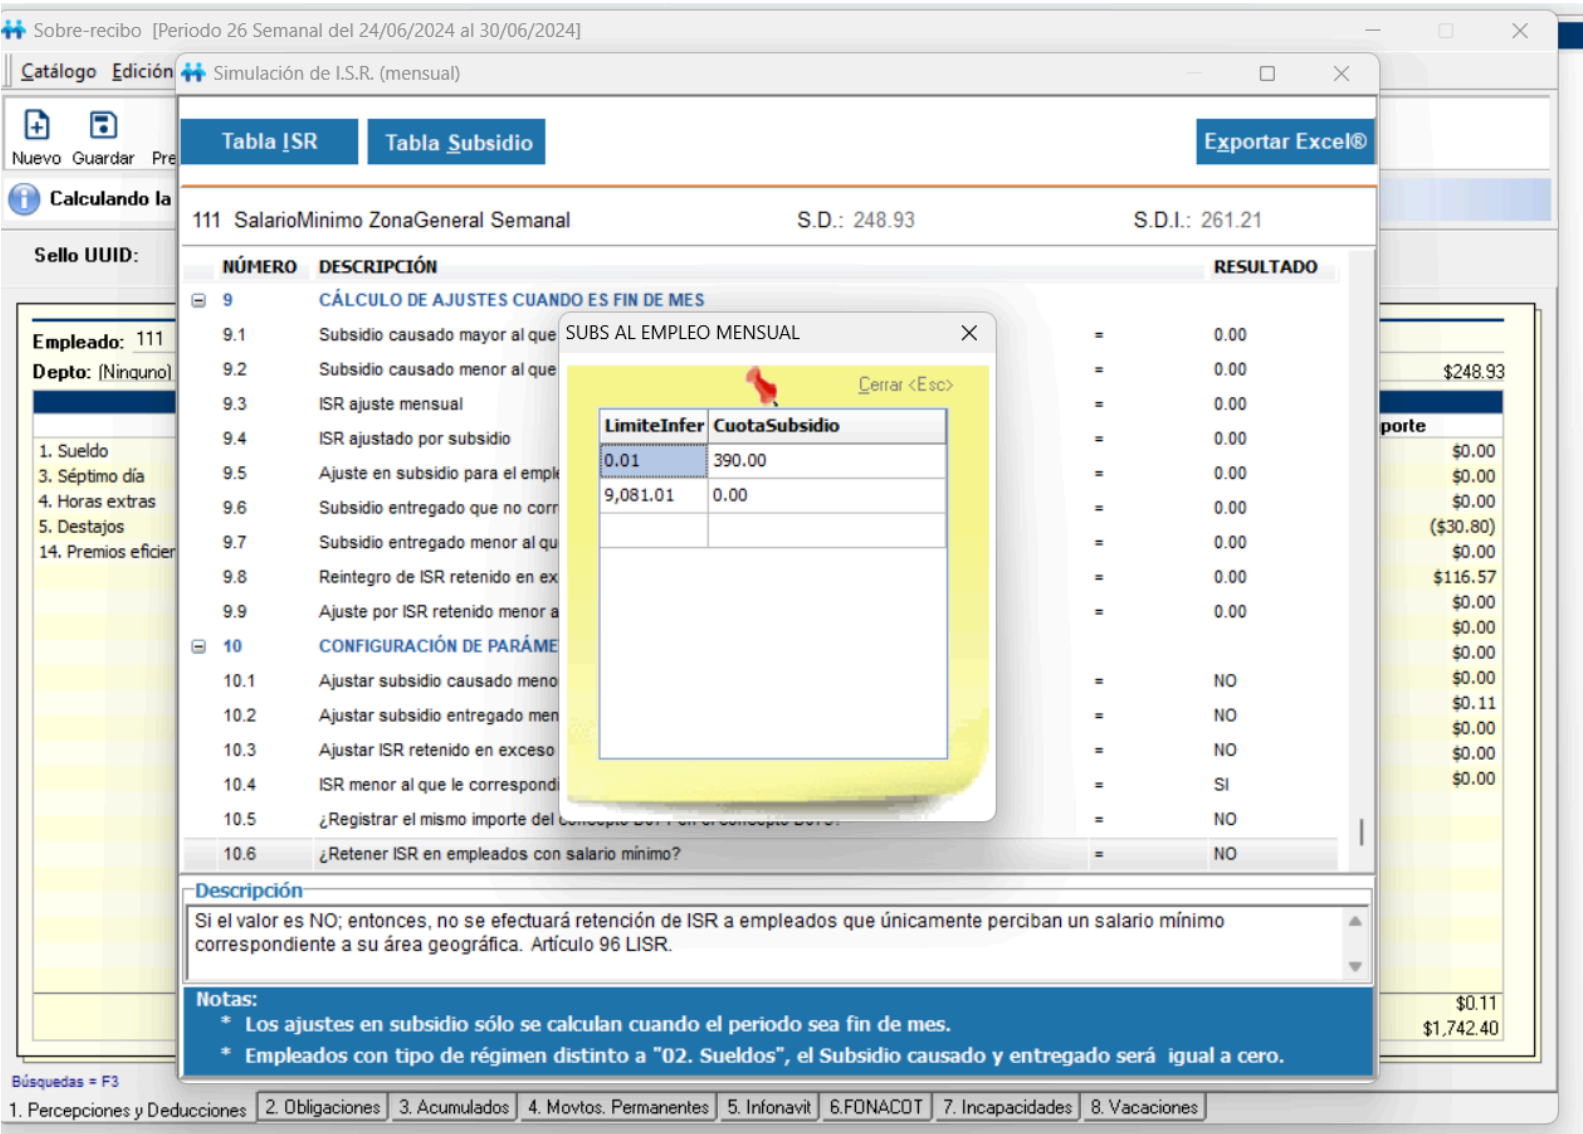 Sobre-recibo [Periodo 26 Semanal del 24/06/2024 al 30/06/2024]
Catálogo Edición
Simulación de I.S.R. (mensual)
Nuevo Guardar Pre
Tabla ISR Tabla Subsidio Exportar Excel®
Calculando la
111 SalarioMinimo ZonaGeneral Semanal S.D.: 248.93 S.D.I.: 261.21
Sello UUID:
NÚMERO DESCRIPCIÓN RESULTADO
9 CÁLCULO DE AJUSTES CUANDO ES FIN DE MES
9.1 Subsidio causado mayor al que = 0.00
9.2 Subsidio causado menor al que = 0.00
9.3 ISR ajuste mensual = 0.00
9.4 ISR ajustado por subsidio = 0.00
9.5 Ajuste en subsidio para el emple = 0.00
9.6 Subsidio entregado que no corr = 0.00
9.7 Subsidio entregado menor al qu = 0.00
9.8 Reintegro de ISR retenido en ex = 0.00
9.9 Ajuste por ISR retenido menor a = 0.00
10 CONFIGURACIÓN DE PARÁME
10.1 Ajustar subsidio causado meno = NO
10.2 Ajustar subsidio entregado men = NO
10.3 Ajustar ISR retenido en exceso = NO
10.4 ISR menor al que le correspondi = SI
10.5 ¿Registrar el mismo importe del = NO
10.6 ¿Retener ISR en empleados con salario mínimo? = NO
SUBS AL EMPLEO MENSUAL
Cerrar <Esc>
LimiteInfer CuotaSubsidio
0.01 390.00
9,081.01 0.00
Empleado: 111
Depto: (Ninguno)
$248.93
porte
1. Sueldo
3. Séptimo día
4. Horas extras
5. Destajos
14. Premios eficier
$0.00
$0.00
$0.00
($30.80)
$0.00
$116.57
$0.00
$0.00
$0.00
$0.00
$0.11
$0.00
$0.00
$0.00
$0.11
$1,742.40
Descripción
Si el valor es NO; entonces, no se efectuará retención de ISR a empleados que únicamente perciban un salario mínimo
correspondiente a su área geográfica. Artículo 96 LISR.
Notas:
* Los ajustes en subsidio sólo se calculan cuando el periodo sea fin de mes.
* Empleados con tipo de régimen distinto a "02. Sueldos", el Subsidio causado y entregado será igual a cero.
Búsquedas = F3
1. Percepciones y Deducciones 2. Obligaciones 3. Acumulados 4. Movtos. Permanentes 5. Infonavit 6.FONACOT 7. Incapacidades 8. Vacaciones